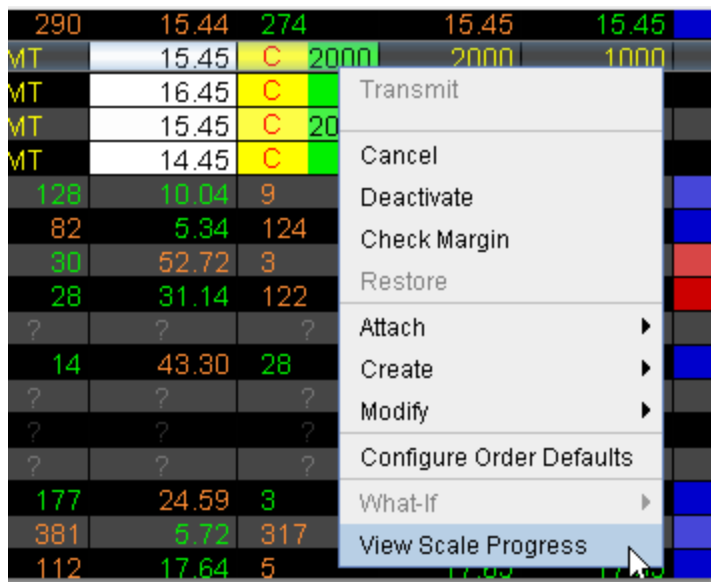 290 15.44 274 15.45 15.45
MT 15.45 C 2000 2000 1000
MT 16.45 C
MT 15.45 C 20
MT 14.45 C
128 10.04 9
82 5.34 124
30 52.72 3
28 31.14 122
? ? ?
14 43.30 28
? ? ?
? ? ?
? ? ?
177 24.59 3
381 5.72 317
112 17.64 5
Transmit
Cancel
Deactivate
Check Margin
Restore
Attach
Create
Modify
Configure Order Defaults
What-If
View Scale Progress